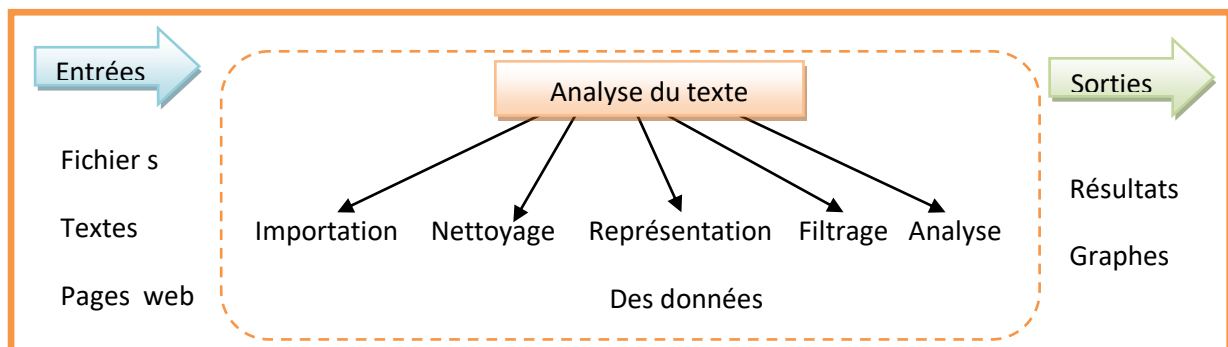 Entrées
Analyse du texte
Sorties
Fichier s
Textes
Pages web
Importation Nettoyage Représentation Filtrage Analyse
Des données
Résultats
Graphes